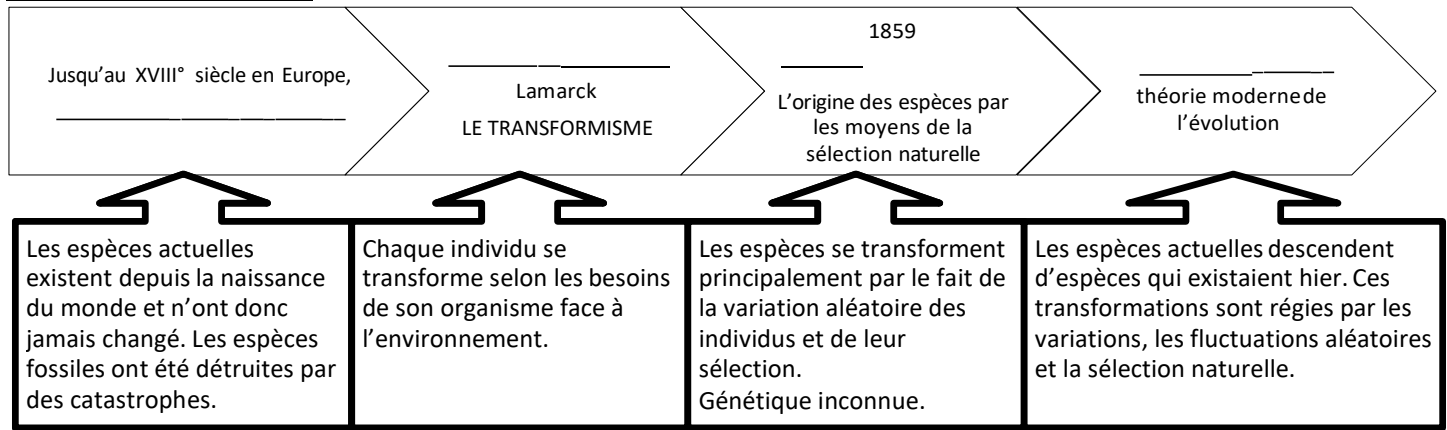 Jusqu'au XVIII° siècle en Europe,
Lamarck
LE TRANSFORMISME
1859
L'origine des espèces par
les moyens de la
sélection naturelle
théorie modernede
l'évolution
Les espèces actuelles
existent depuis la naissance
du monde et n'ont donc
jamais changé. Les espèces
fossiles ont été détruites par
des catastrophes.
Chaque individu se
transforme selon les besoins
de son organisme face à
l'environnement.
Les espèces se transforment
principalement par le fait de
la variation aléatoire des
individus et de leur
sélection.
Génétique inconnue.
Les espèces actuelles descendent
d'espèces qui existaient hier. Ces
transformations sont régies par les
variations, les fluctuations aléatoires
et la sélection naturelle.